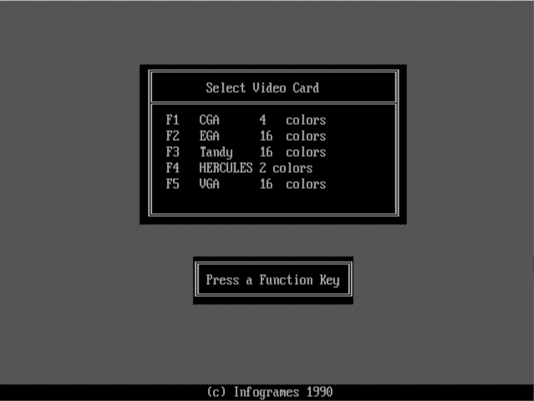 Select Video Card
F1 CGA 4 colors
F2 EGA 16 colors
F3 Tandy 16 colors
F4 HERCULES 2 colors
F5 VGA 16 colors
Press a Function Key
(c) Infogrames 1990